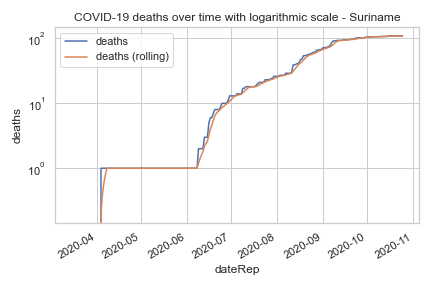 COVID-19 deaths over time with logarithmic scale - Suriname
deaths
deaths (rolling)
10²
10¹
10⁰
deaths
2020-04
2020-05
2020-06
2020-07
2020-08
2020-09
2020-10
2020-11
dateRep